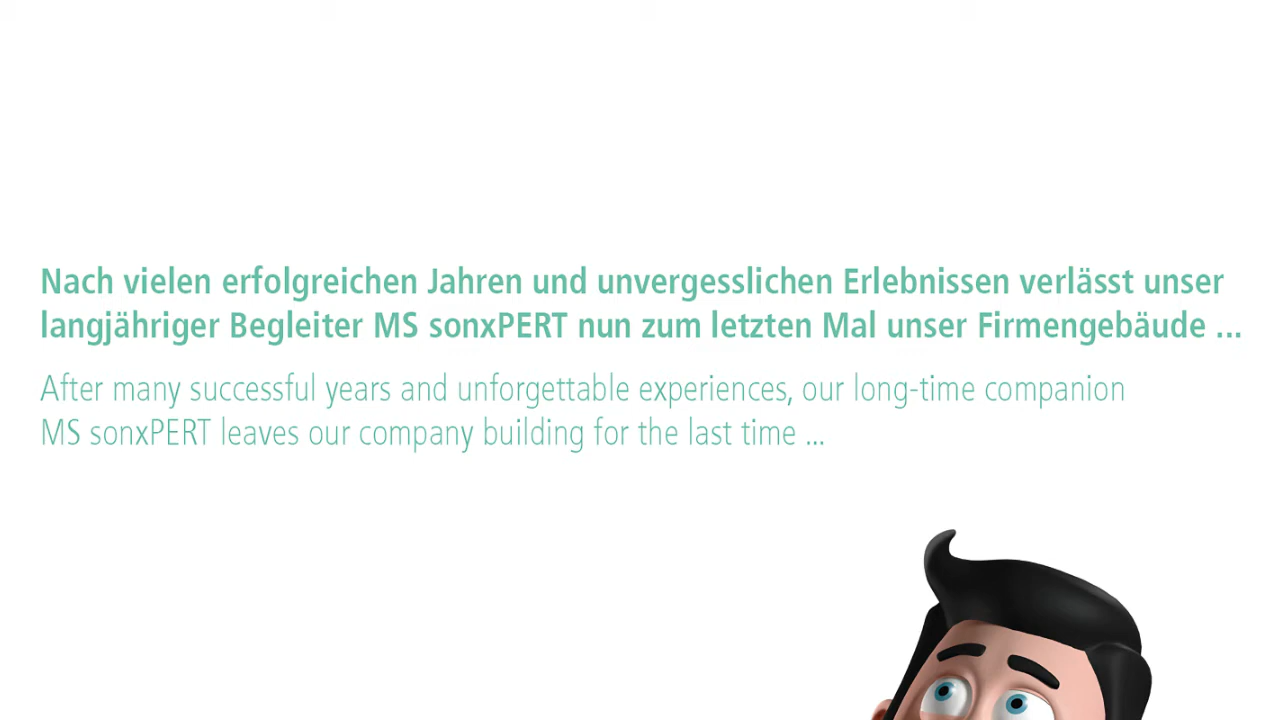 Nach vielen erfolgreichen Jahren und unvergesslichen Erlebnissen verlässt unser
langjähriger Begleiter MS sonxPERT nun zum letzten Mal unser Firmengebäude ...
After many successful years and unforgettable experiences, our long-time companion
MS sonxPERT leaves our company building for the last time ...